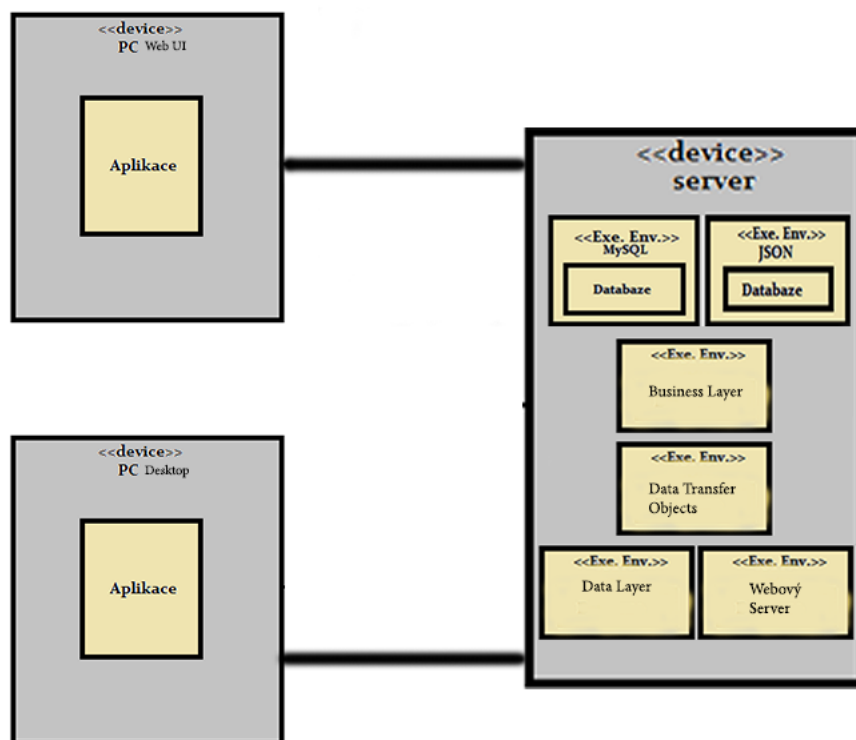 <<device>>
PC Web UI
Aplikace
<<device>>
PC Desktop
Aplikace
<<device>>
server
<<Exe. Env.>>
MySQL
Databaze
<<Exe. Env.>>
JSON
Databaze
<<Exe. Env.>>
Business Layer
<<Exe. Env.>>
Data Transfer
Objects
<<Exe. Env.>>
Data Layer
<<Exe. Env.>>
Webový
Server